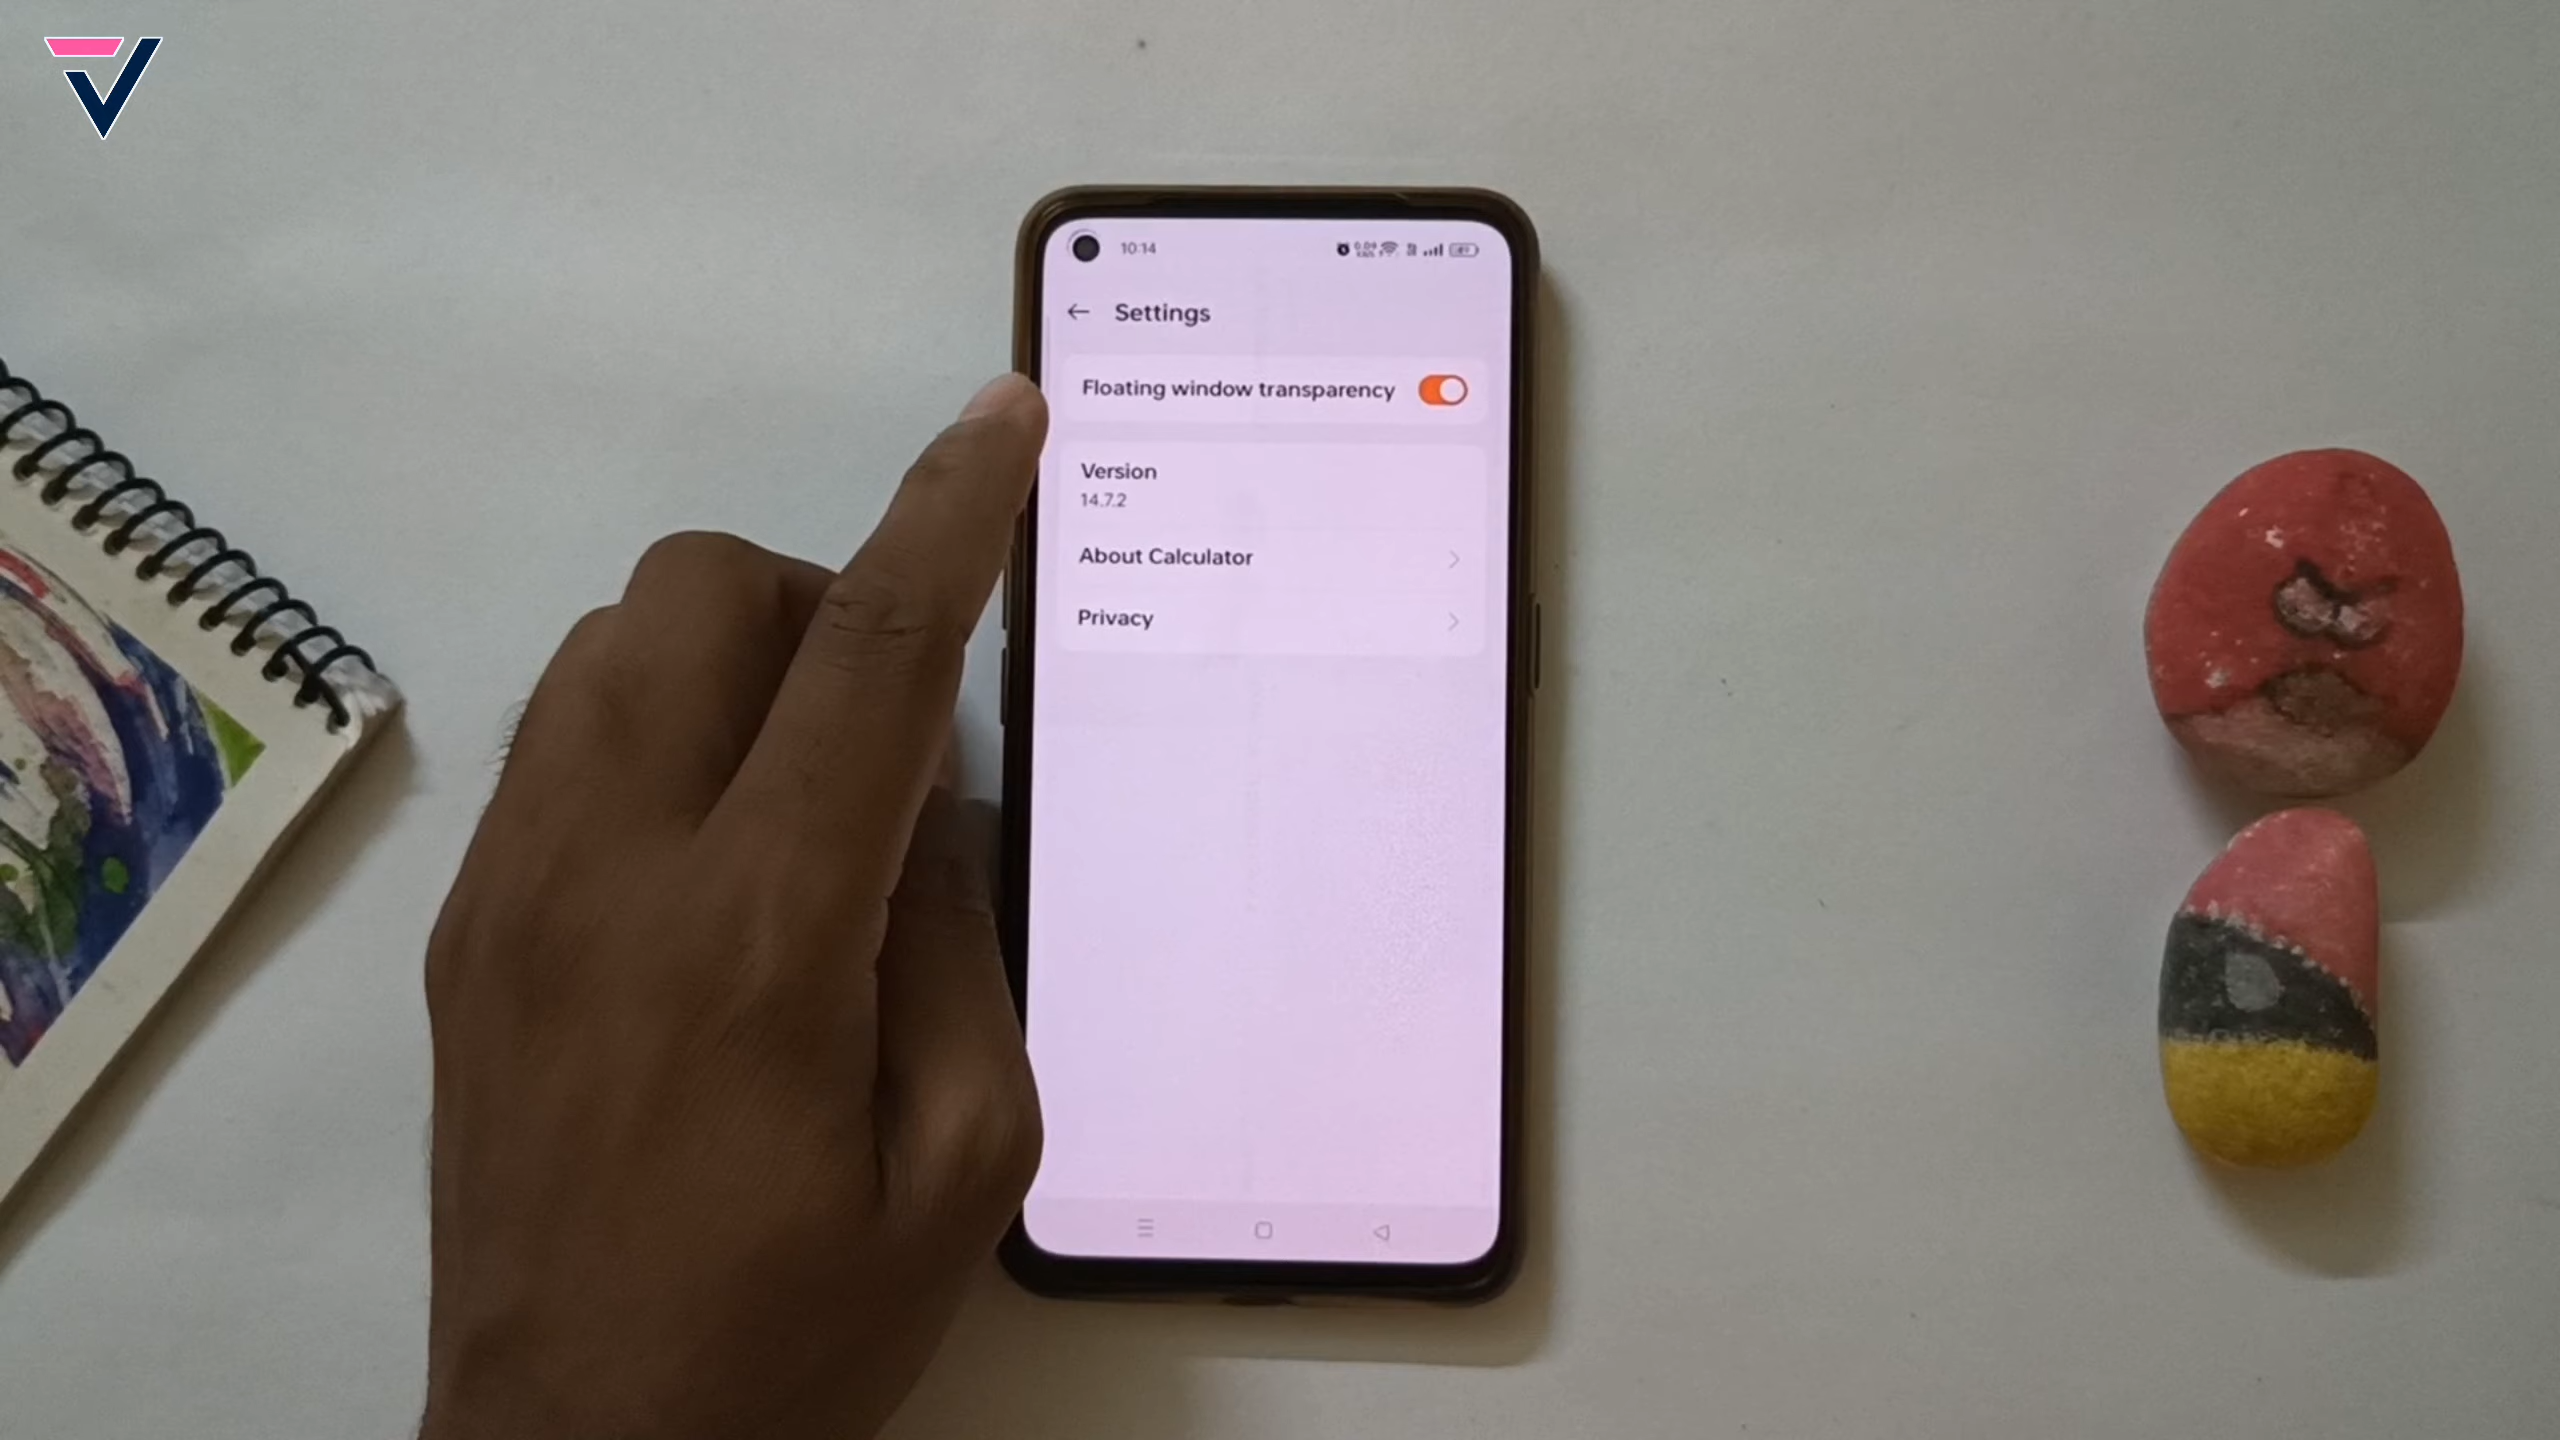 10:14
Settings
Floating window transparency
Version
14.7.2
About Calculator
Privacy